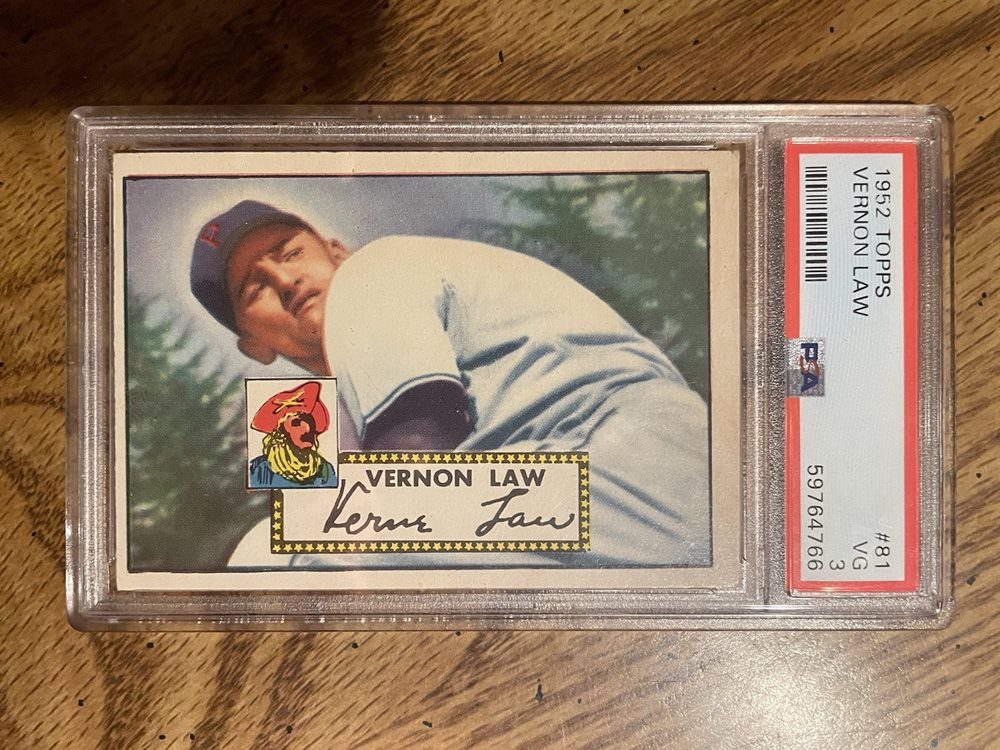 1952 TOPPS #81
VERNON LAW VG
3
PSA 59764766
P
VERNON LAW
Verne Law